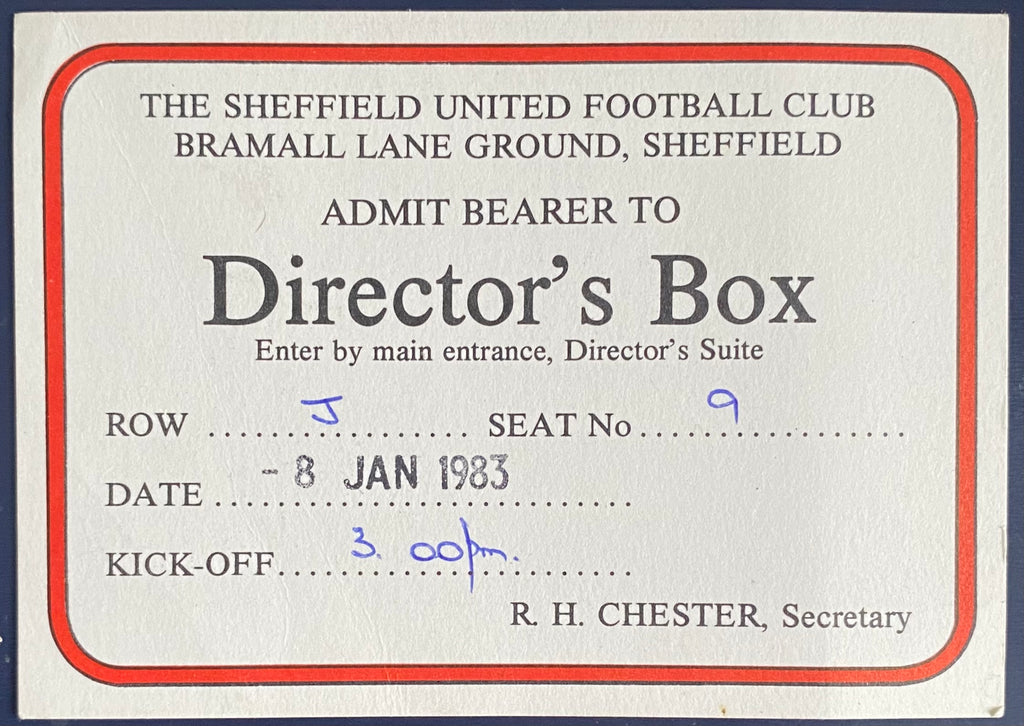 THE SHEFFIELD UNITED FOOTBALL CLUB
BRAMALL LANE GROUND, SHEFFIELD
ADMIT BEARER TO
Director's Box
Enter by main entrance, Director's Suite
ROW ........ J ........ SEAT No ........ 9 ........
DATE ........ - 8 JAN 1983 ........
KICK-OFF ........ 3.00pm. ........
R. H. CHESTER, Secretary